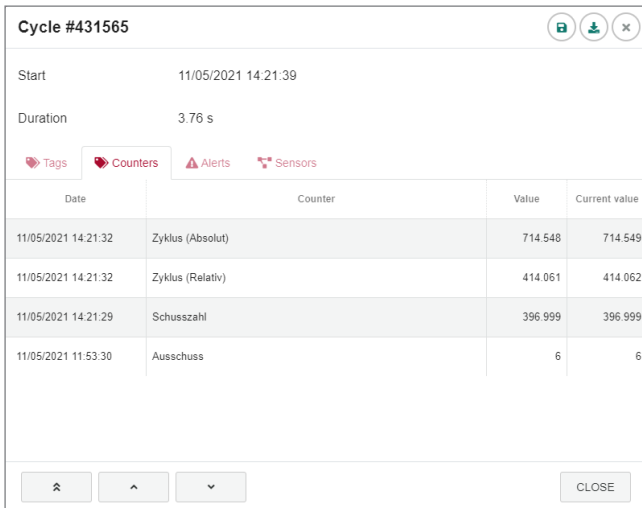 Cycle #431565
Start 11/05/2021 14:21:39
Duration 3.76 s
Tags Counters Alerts Sensors
Date Counter Value Current value
11/05/2021 14:21:32 Zyklus (Absolut) 714.548 714.549
11/05/2021 14:21:32 Zyklus (Relativ) 414.061 414.062
11/05/2021 14:21:29 Schusszahl 396.999 396.999
11/05/2021 11:53:30 Ausschuss 6 6
CLOSE